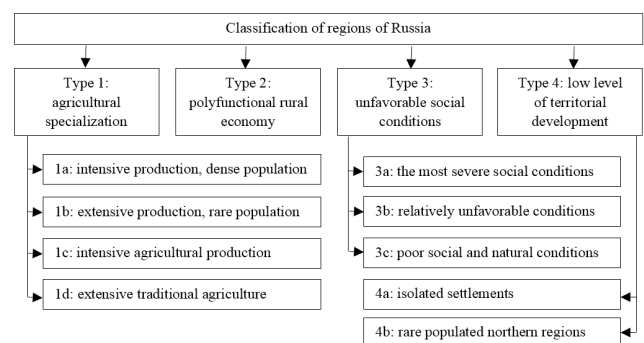 Classification of regions of Russia
Type 1:
agricultural
specialization
Type 2:
polyfunctional rural
economy
Type 3:
unfavorable social
conditions
Type 4: low level
of territorial
development
1a: intensive production, dense population
1b: extensive production, rare population
1c: intensive agricultural production
1d: extensive traditional agriculture
3a: the most severe social conditions
3b: relatively unfavorable conditions
3c: poor social and natural conditions
4a: isolated settlements
4b: rare populated northern regions